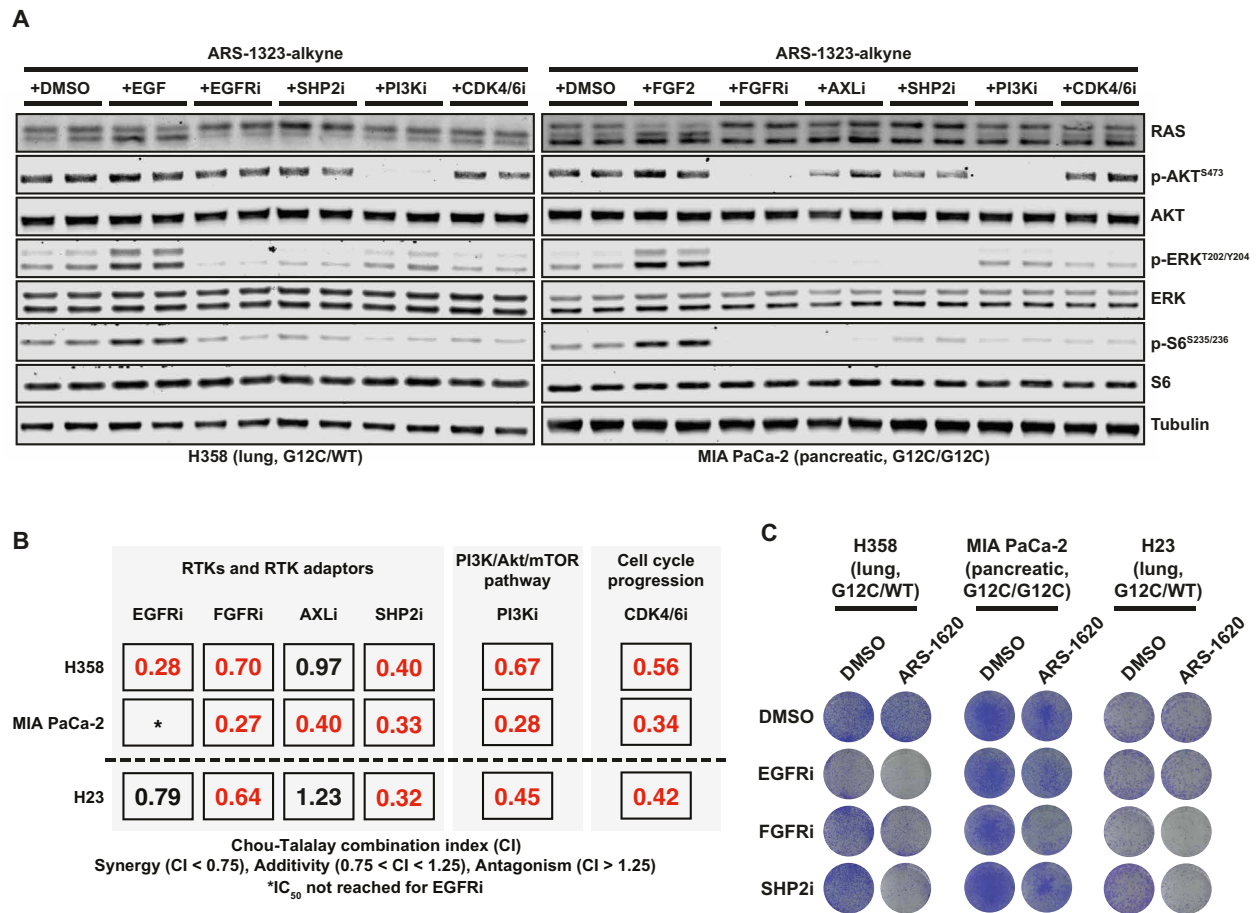 A
ARS-1323-alkyne
+DMSO +EGF +EGFRi +SHP2i +PI3Ki +CDK4/6i
ARS-1323-alkyne
+DMSO +FGF2 +FGFRi +AXLi +SHP2i +PI3Ki +CDK4/6i
RAS
p-AKTS473
AKT
p-ERKT202/Y204
ERK
p-S6S235/236
S6
Tubulin
H358 (lung, G12C/WT)
MIA PaCa-2 (pancreatic, G12C/G12C)
B
RTKs and RTK adaptors
PI3K/Akt/mTOR
pathway
Cell cycle
progression
EGFRi FGFRi AXLi SHP2i PI3Ki CDK4/6i
H358 0.28 0.70 0.97 0.40 0.67 0.56
MIA PaCa-2 * 0.27 0.40 0.33 0.28 0.34
H23 0.79 0.64 1.23 0.32 0.45 0.42
Chou-Talalay combination index (CI)
Synergy (CI < 0.75), Additivity (0.75 < CI < 1.25), Antagonism (CI > 1.25)
*IC50 not reached for EGFRi
C
H358
(lung,
G12C/WT)
MIA PaCa-2
(pancreatic,
G12C/G12C)
H23
(lung,
G12C/WT)
DMSO ARS-1620 DMSO ARS-1620 DMSO ARS-1620
DMSO
EGFRi
FGFRi
SHP2i